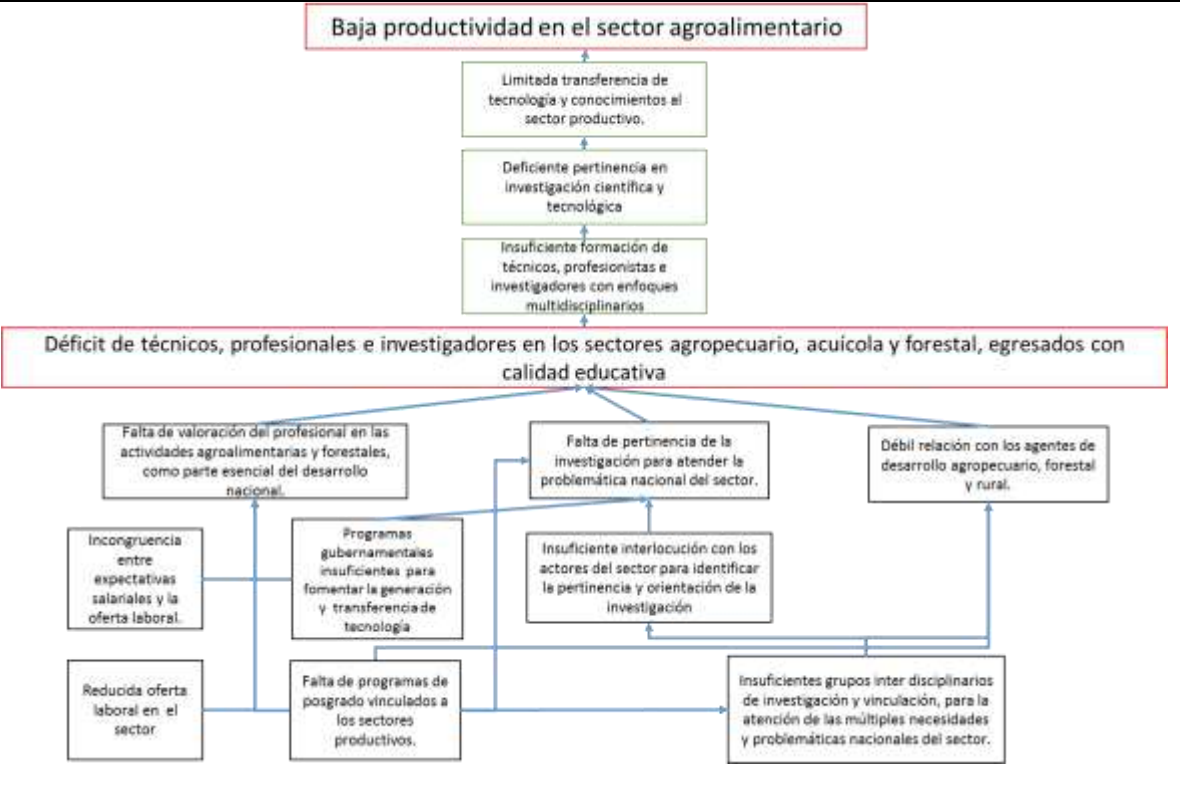 Baja productividad en el sector agroalimentario
Limitada transferencia de
tecnología y conocimientos al
sector productivo.
Deficiente pertinencia en
investigación científica y
tecnológica
Insuficiente formación de
técnicos, profesionistas e
investigadores con enfoques
multidisciplinarios
Déficit de técnicos, profesionales e investigadores en los sectores agropecuario, acuícola y forestal, egresados con
calidad educativa
Falta de valoración del profesional en las
actividades agroalimentarias y forestales,
como parte esencial del desarrollo
nacional.
Falta de pertinencia de la
investigación para atender la
problemática nacional del sector.
Débil relación con los agentes de
desarrollo agropecuario, forestal
y rural.
Incongruencia
entre
expectativas
salariales y la
oferta laboral.
Programas
gubernamentales
insuficientes para
fomentar la generación
y transferencia de
tecnología
Insuficiente interlocución con los
actores del sector para identificar
la pertinencia y orientación de la
investigación
Reducida oferta
laboral en el
sector
Falta de programas de
posgrado vinculados a
los sectores
productivos.
Insuficientes grupos inter disciplinarios
de investigación y vinculación, para la
atención de las múltiples necesidades
y problemáticas nacionales del sector.